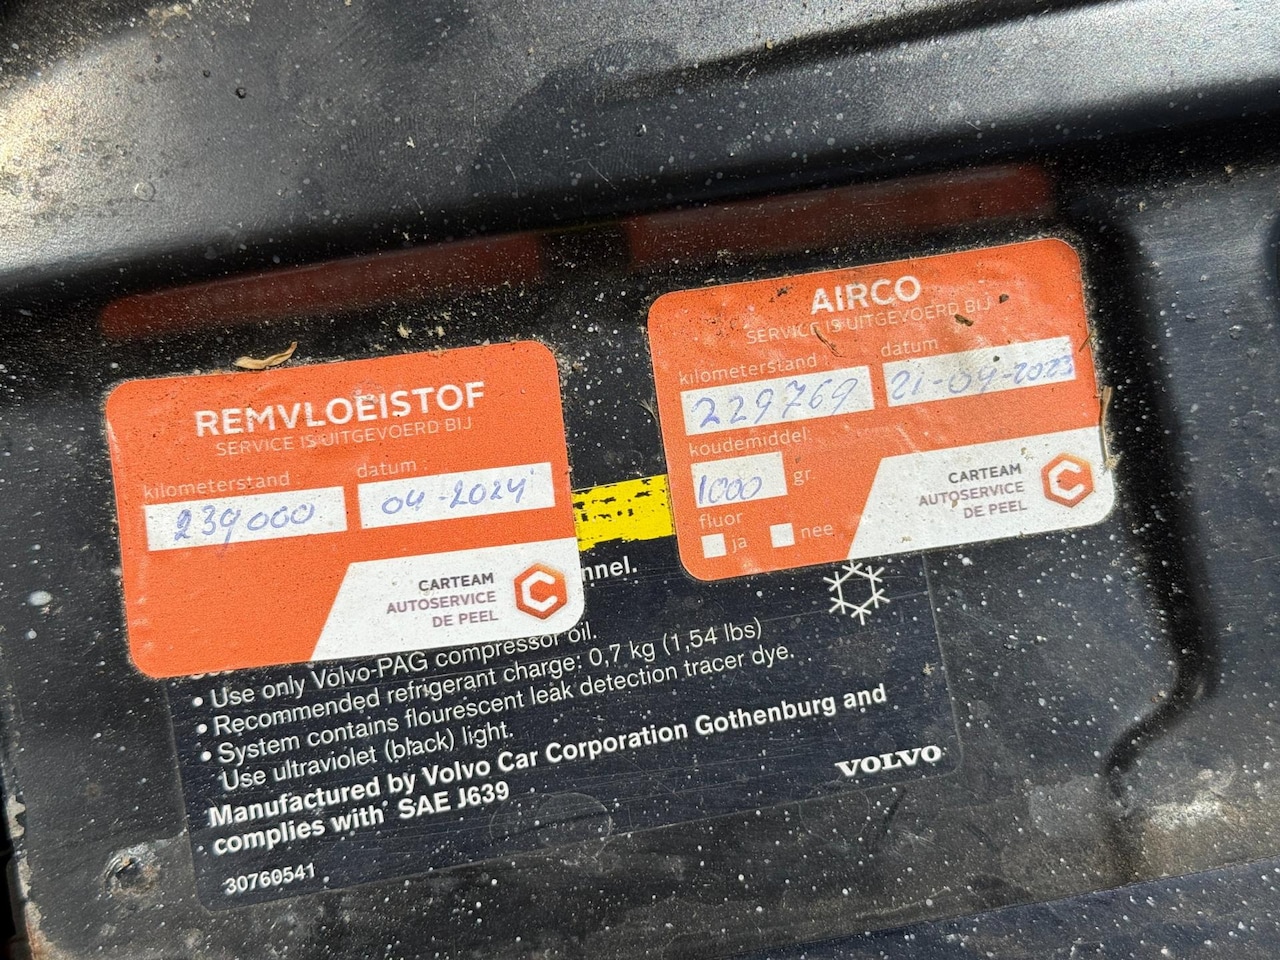 REMVLOEISTOF
SERVICE IS UITGEVOERD BIJ
kilometerstand :
datum :
239000
04-2024
CARTEAM
AUTOSERVICE
DE PEEL
AIRCO
SERVICE IS UITGEVOERD BIJ
kilometerstand :
datum :
229769
21-09-2023
koudemiddel:
1000 gr.
fluor
ja nee
CARTEAM
AUTOSERVICE
DE PEEL
nnel.
• Use only Volvo-PAG compressor oil.
• Recommended refrigerant charge: 0,7 kg (1,54 lbs)
• System contains flourescent leak detection tracer dye.
Use ultraviolet (black) light.
Manufactured by Volvo Car Corporation Gothenburg and
complies with SAE J639
VOLVO
30760541